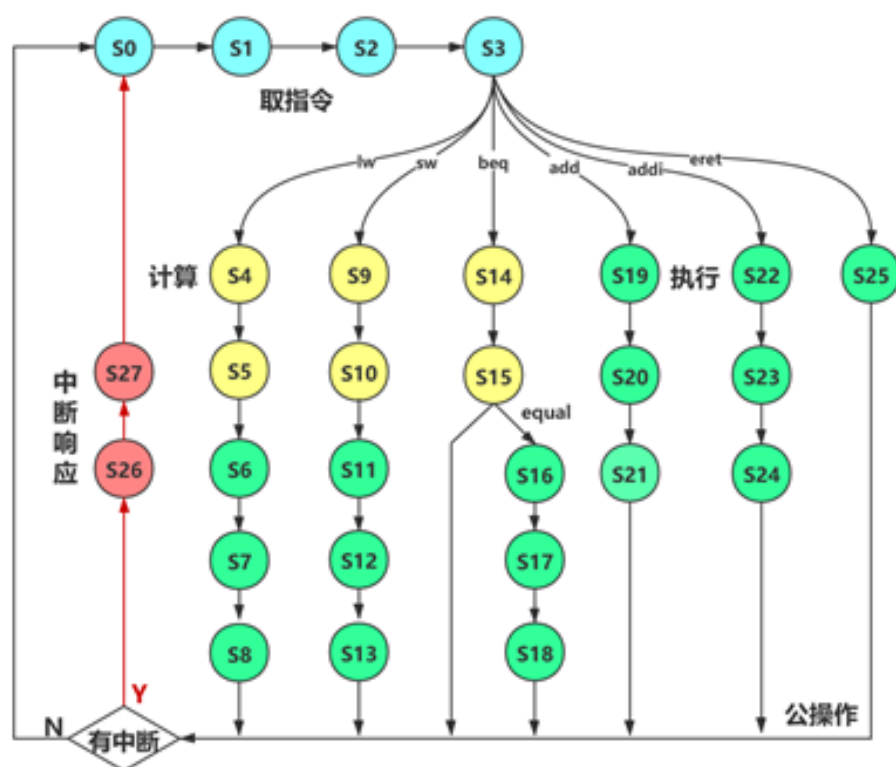 S0 S1 S2 S3
取指令
lw sw beq add addi eret
计算 S4 S9 S14 S19 执行 S22 S25
S27 S5 S10 S15 S20 S23
中断响应
equal
S26 S6 S11 S16 S21 S24
S7 S12 S17
S8 S13 S18
Y
公操作
N 有中断